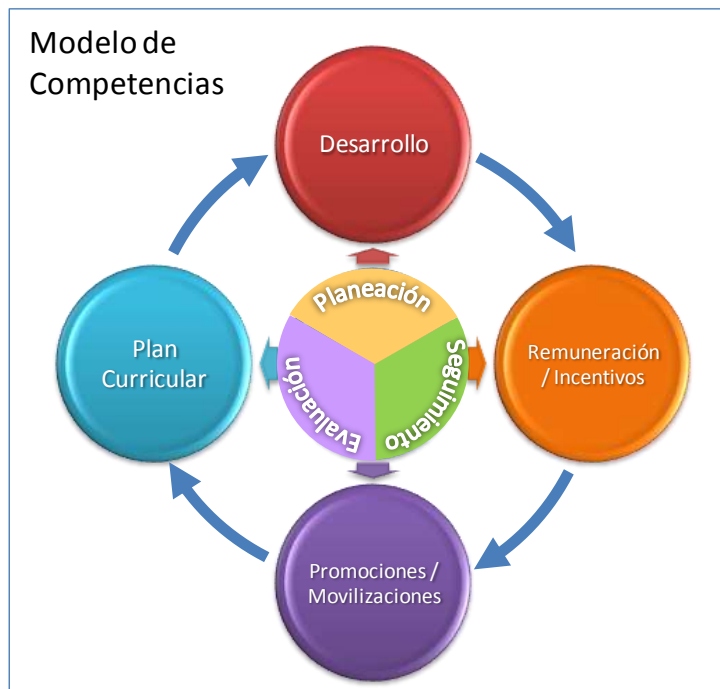 Modelo de
Competencias
Desarrollo
Planeación
Plan
Curricular
Evaluación
Seguimiento
Remuneración
/ Incentivos
Promociones /
Movilizaciones